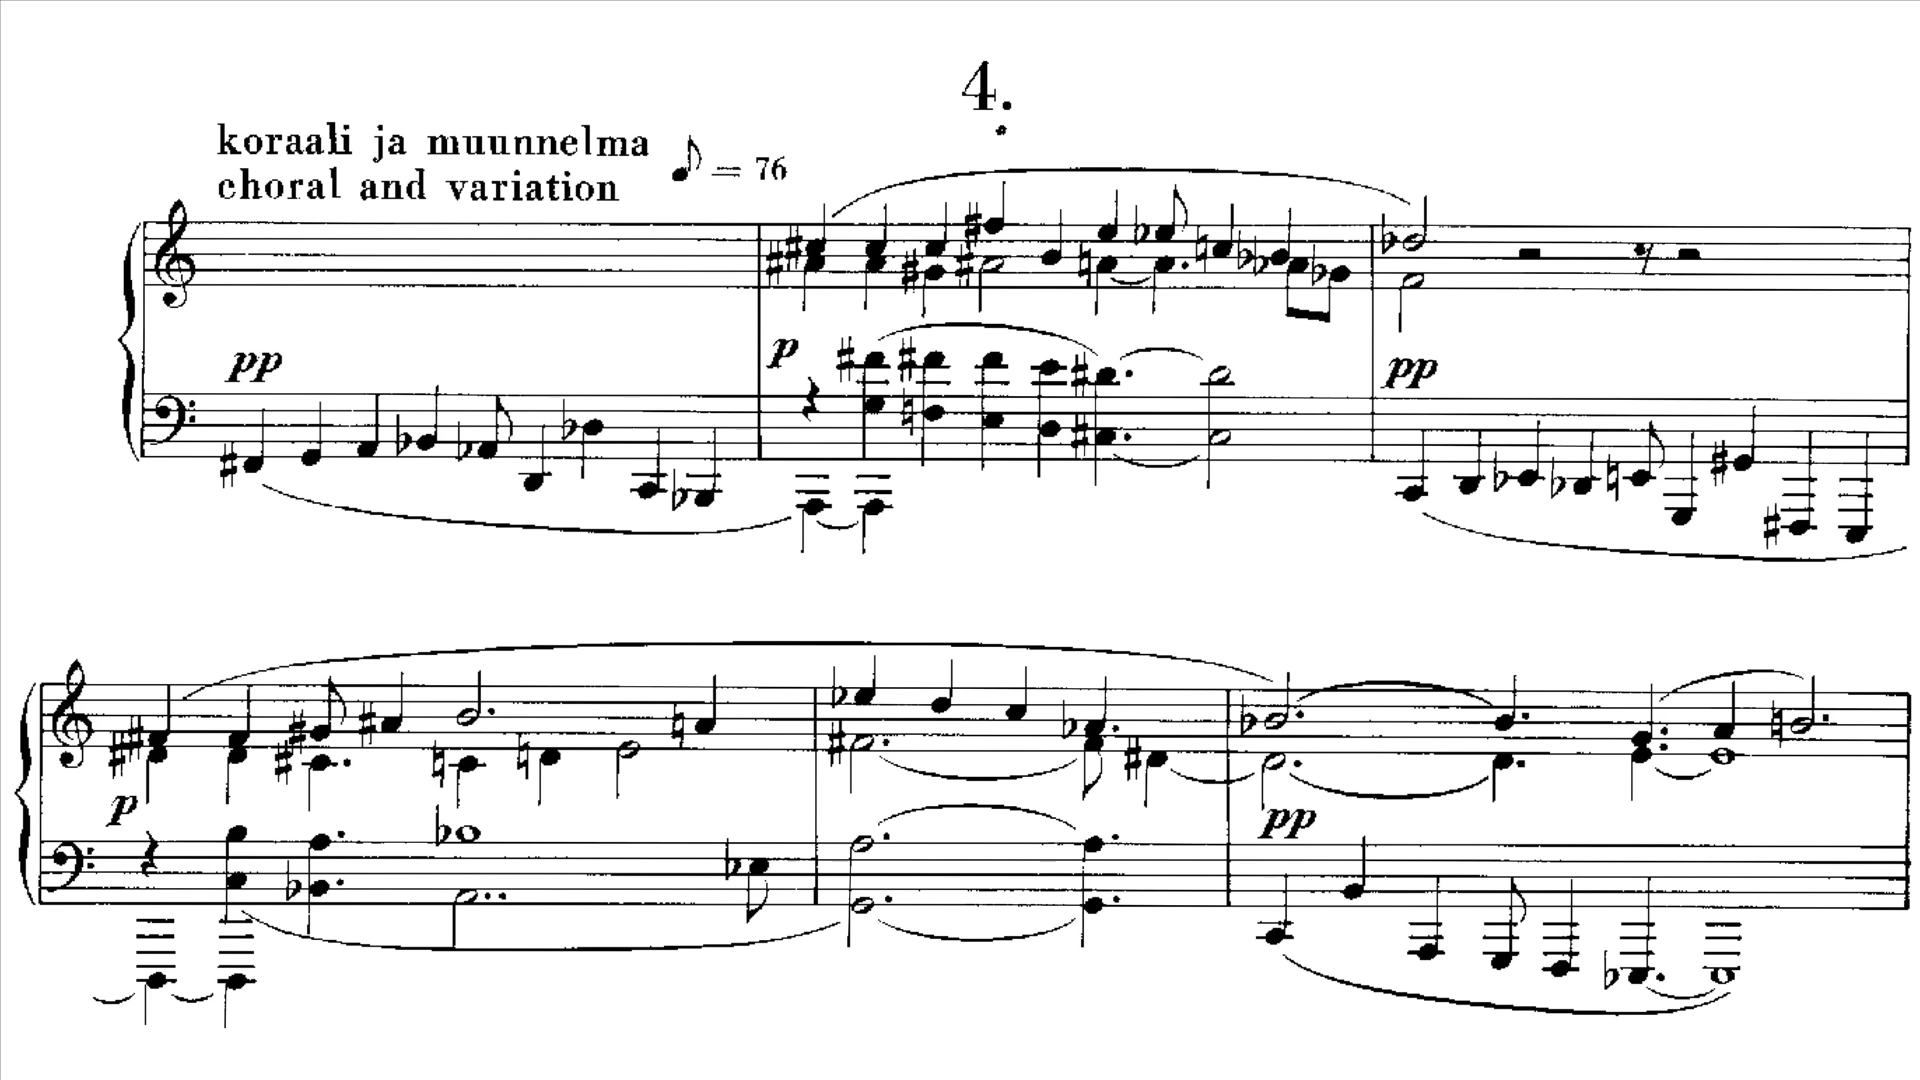 4.
koraali ja muunnelma
choral and variation
♪ = 76
pp
p
pp
p
pp